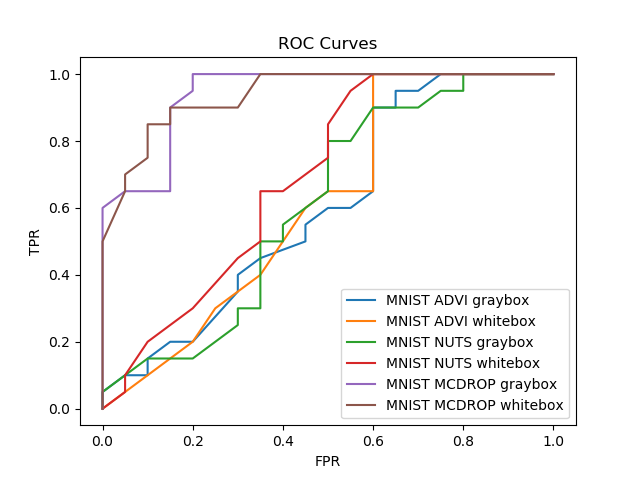 ROC Curves
1.0
0.8
0.6
0.4
0.2
0.0
TPR
0.0 0.2 0.4 0.6 0.8 1.0
FPR
MNIST ADVI graybox
MNIST ADVI whitebox
MNIST NUTS graybox
MNIST NUTS whitebox
MNIST MCDROP graybox
MNIST MCDROP whitebox